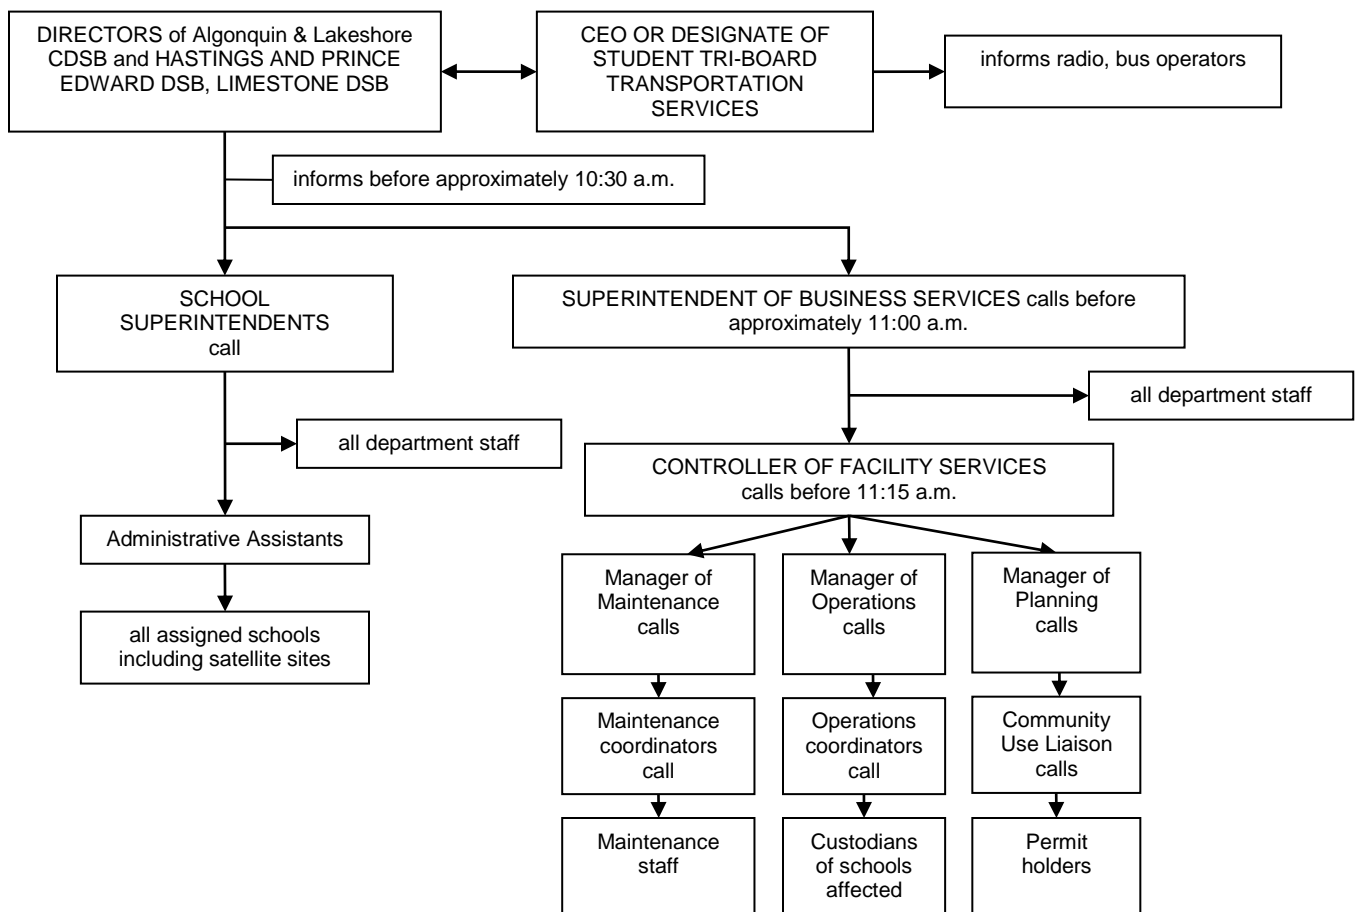 DIRECTORS of Algonquin & Lakeshore
CDSB and HASTINGS AND PRINCE
EDWARD DSB, LIMESTONE DSB
CEO OR DESIGNATE OF
STUDENT TRI-BOARD
TRANSPORTATION
SERVICES
informs radio, bus operators
informs before approximately 10:30 a.m.
SCHOOL
SUPERINTENDENTS
call
SUPERINTENDENT OF BUSINESS SERVICES calls before
approximately 11:00 a.m.
all department staff
all department staff
CONTROLLER OF FACILITY SERVICES
calls before 11:15 a.m.
Administrative Assistants
all assigned schools
including satellite sites
Manager of
Maintenance
calls
Manager of
Operations
calls
Manager of
Planning
calls
Maintenance
coordinators
call
Operations
coordinators
call
Community
Use Liaison
calls
Maintenance
staff
Custodians
of schools
affected
Permit
holders